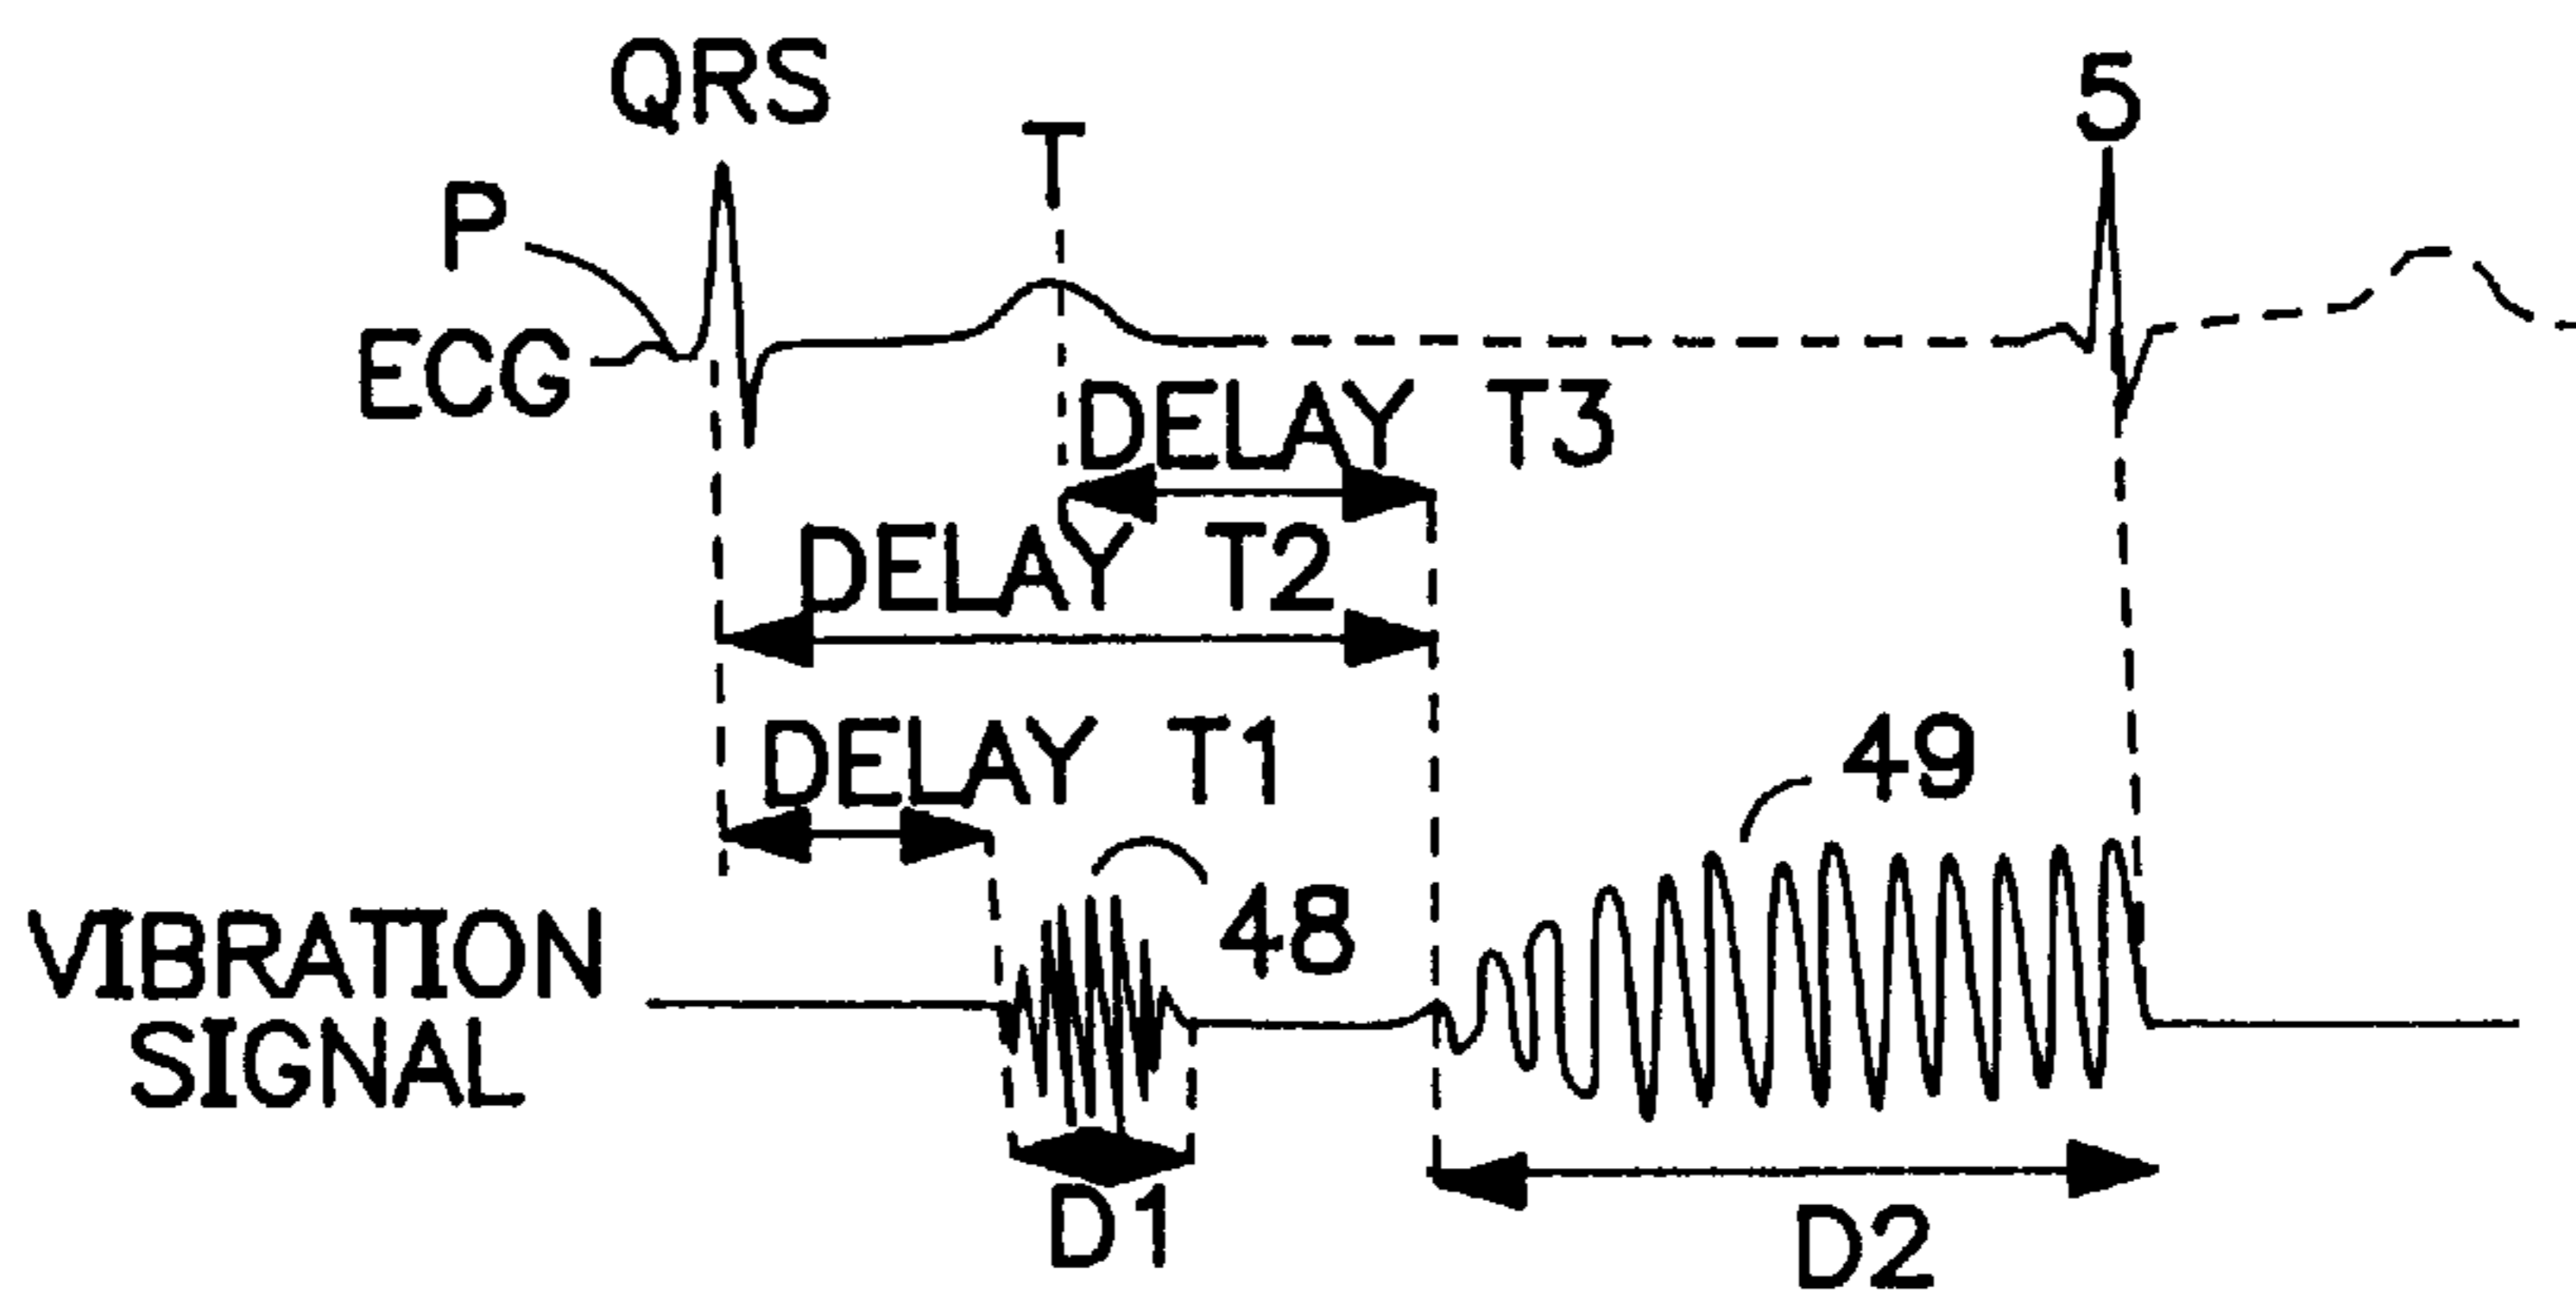 QRS
T
5
P
ECG
DELAY T3
DELAY T2
DELAY T1
49
48
VIBRATION
SIGNAL
D1
D2